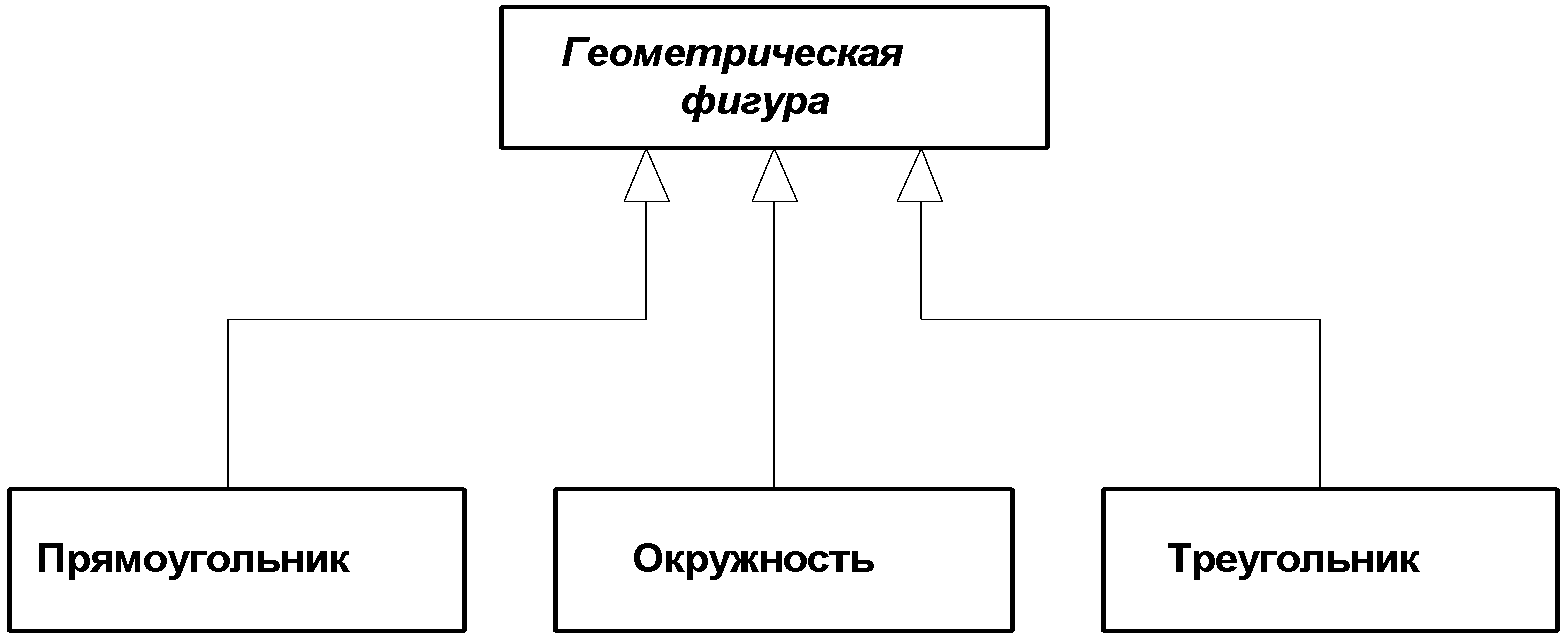 Геометрическая
фигура
Прямоугольник
Окружность
Треугольник